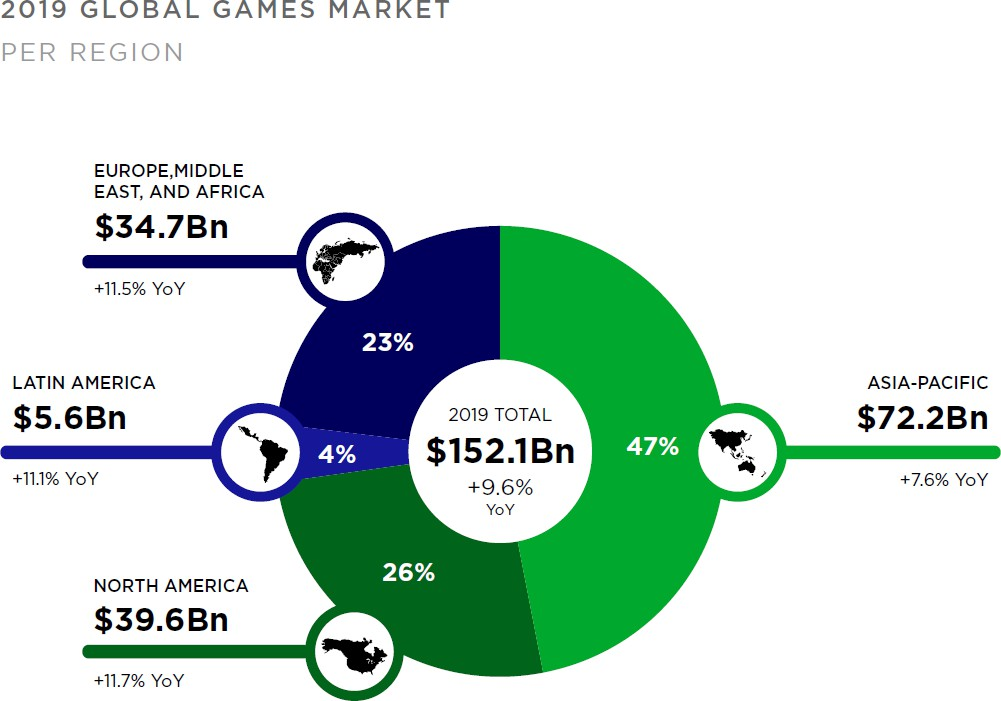 2019 GLOBAL GAMES MARKET
PER REGION
EUROPE,MIDDLE
EAST, AND AFRICA
$34.7Bn
+11.5% YoY
23%
LATIN AMERICA
$5.6Bn
+11.1% YoY
4%
2019 TOTAL
$152.1Bn
+9.6%
YoY
47%
ASIA-PACIFIC
$72.2Bn
+7.6% YoY
26%
NORTH AMERICA
$39.6Bn
+11.7% YoY